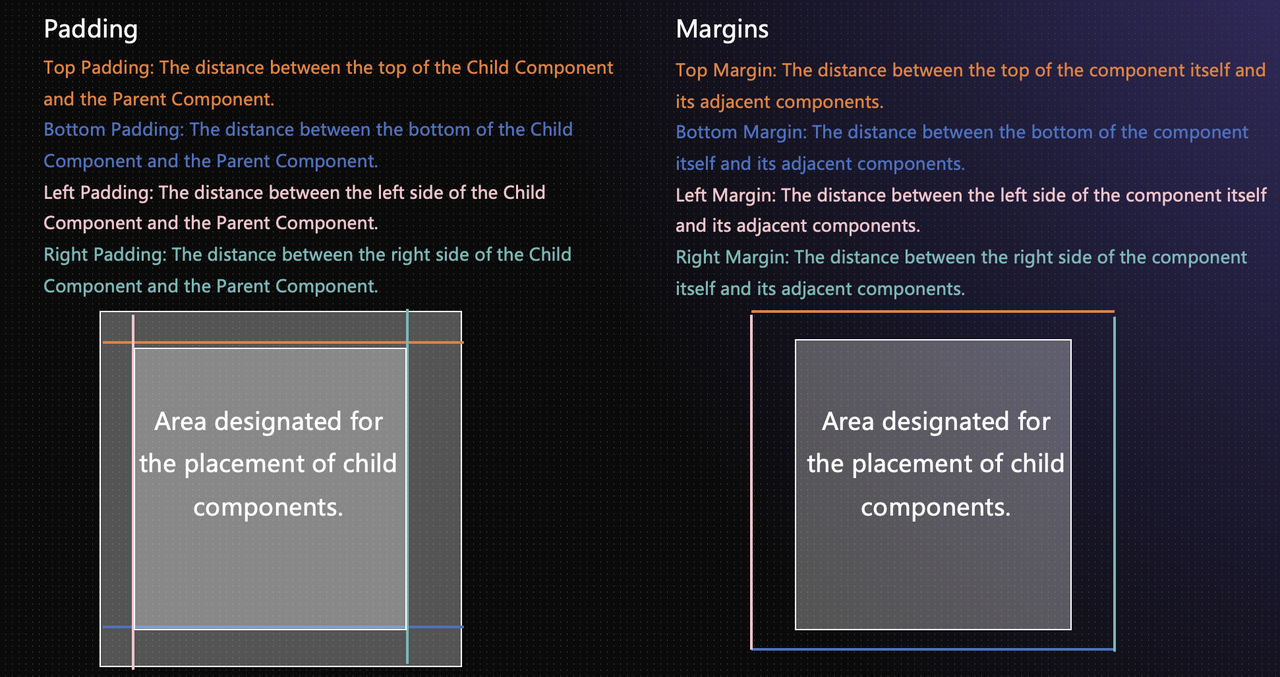 Padding
Top Padding: The distance between the top of the Child Component
and the Parent Component.
Bottom Padding: The distance between the bottom of the Child
Component and the Parent Component.
Left Padding: The distance between the left side of the Child
Component and the Parent Component.
Right Padding: The distance between the right side of the Child
Component and the Parent Component.
Area designated for
the placement of child
components.
Margins
Top Margin: The distance between the top of the component itself and
its adjacent components.
Bottom Margin: The distance between the bottom of the component
itself and its adjacent components.
Left Margin: The distance between the left side of the component itself
and its adjacent components.
Right Margin: The distance between the right side of the component
itself and its adjacent components.
Area designated for
the placement of child
components.